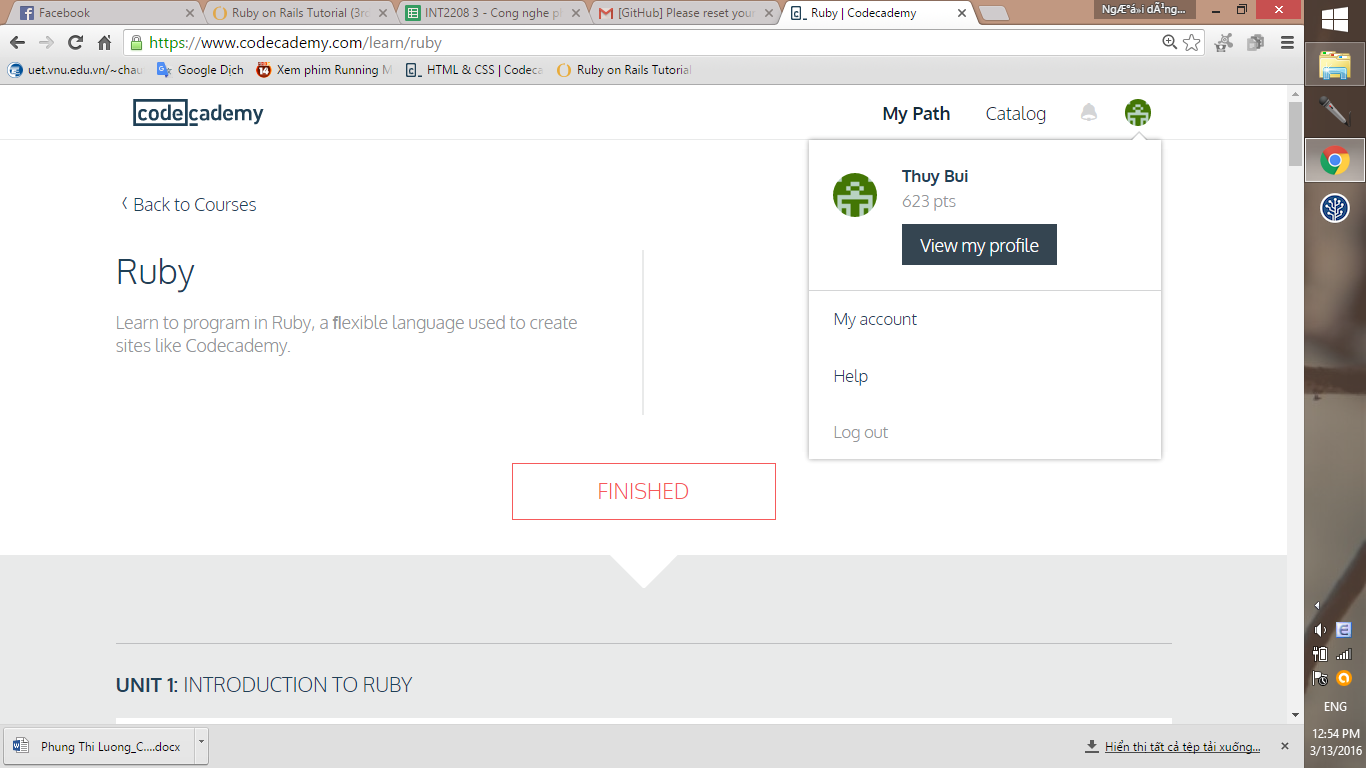 Facebook
Ruby on Rails Tutorial (3rd
INT2208 3 - Cong nghe p
[GitHub] Please reset your
Ruby | Codecademy
NgÆ°á»i dÃ¹ng...
https://www.codecademy.com/learn/ruby
uet.vnu.edu.vn/~chau
Google Dịch
Xem phim Running M
HTML & CSS | Codeca
Ruby on Rails Tutorial
codecademy
My Path
Catalog
Thuy Bui
623 pts
View my profile
My account
Help
Log out
Back to Courses
Ruby
Learn to program in Ruby, a flexible language used to create
sites like Codecademy.
FINISHED
UNIT 1: INTRODUCTION TO RUBY
Phung Thi Luong_C....docx
Hiển thị tất cả tệp tải xuống...
ENG
12:54 PM
3/13/2016